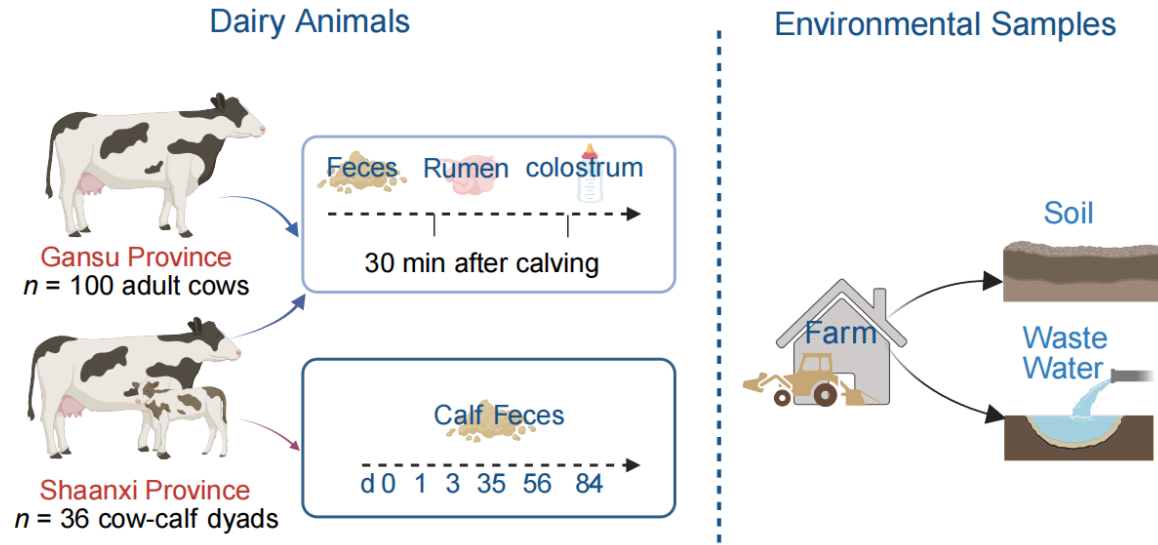 Dairy Animals
Environmental Samples
Feces Rumen colostrum
30 min after calving
Gansu Province
n = 100 adult cows
Calf Feces
d 0 1 3 35 56 84
Shaanxi Province
n = 36 cow-calf dyads
Farm
Soil
Waste
Water